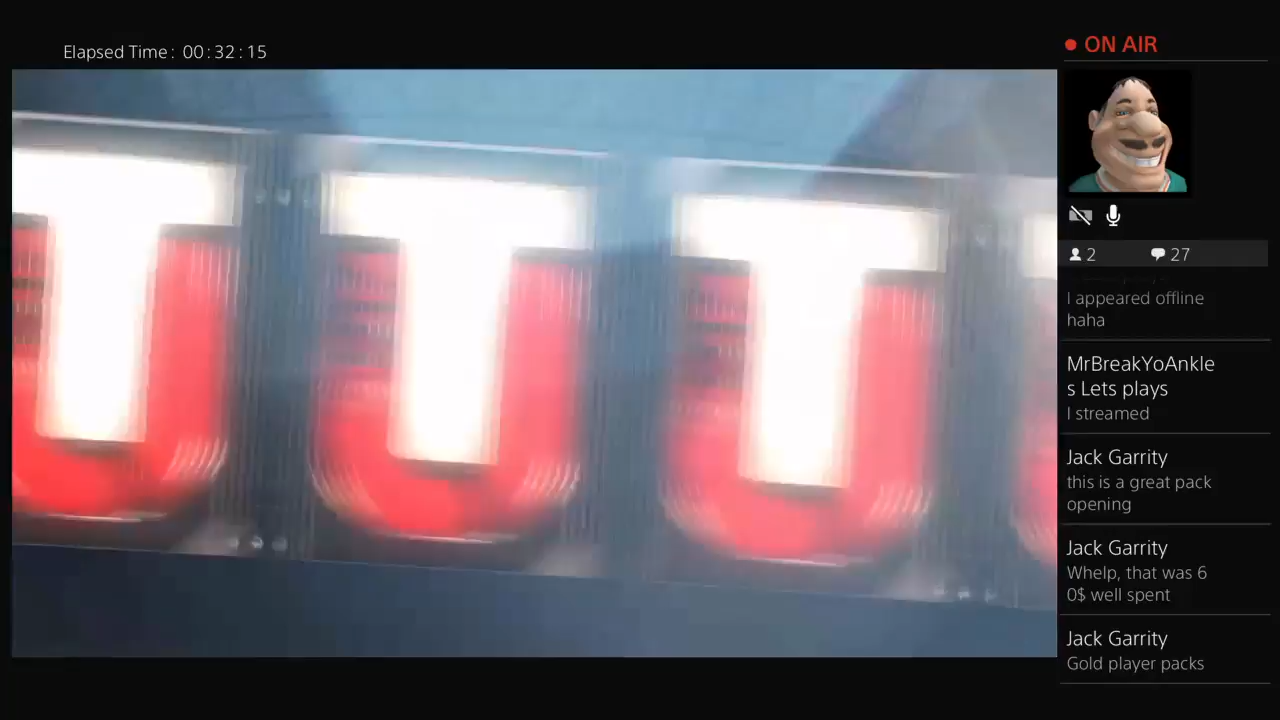 Elapsed Time: 00:32:15
ON AIR
2
27
I appeared offline
haha
MrBreakYoAnkle
s Lets plays
I streamed
Jack Garrity
this is a great pack
opening
Jack Garrity
Whelp, that was 6
0$ well spent
Jack Garrity
Gold player packs